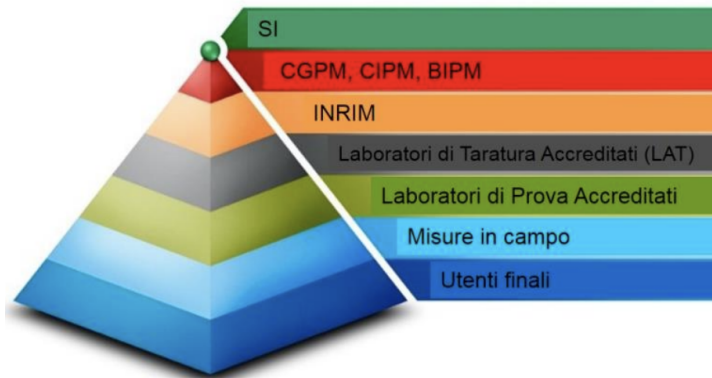 SI
CGPM, CIPM, BIPM
INRIM
Laboratori di Taratura Accreditati (LAT)
Laboratori di Prova Accreditati
Misure in campo
Utenti finali